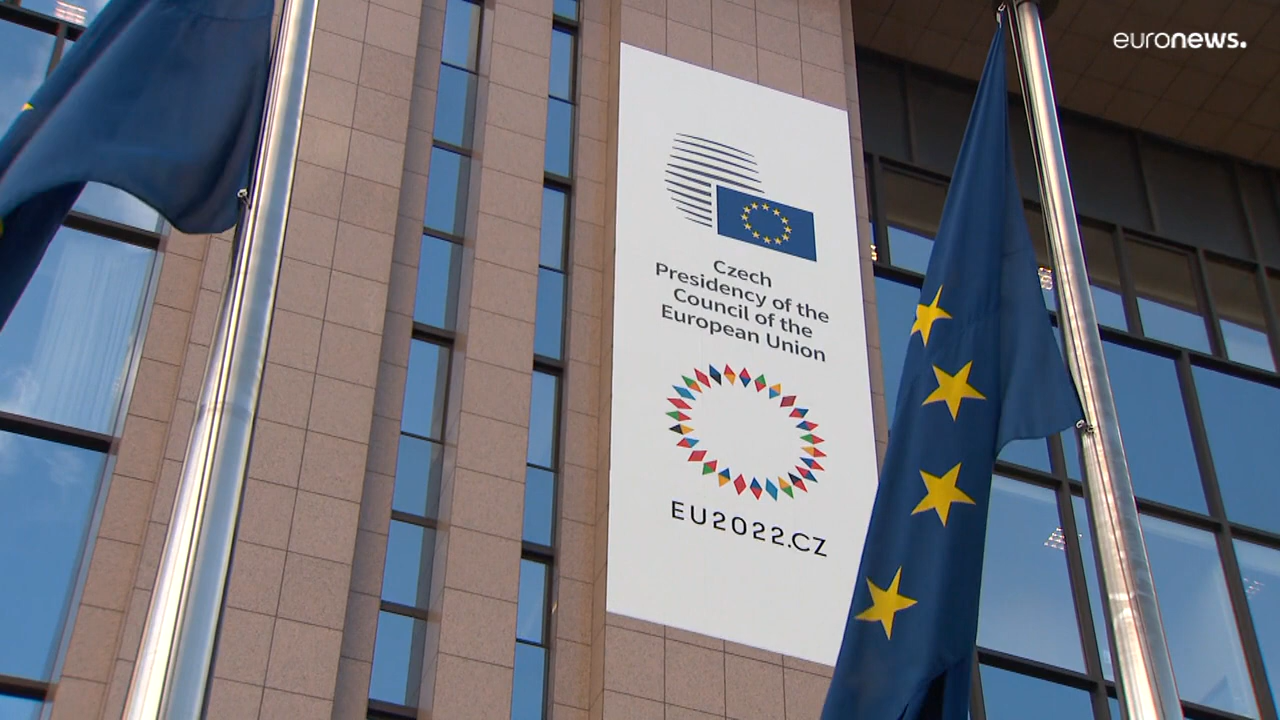 euronews.
Czech
Presidency of the
Council of the
European Union
EU2022.CZ